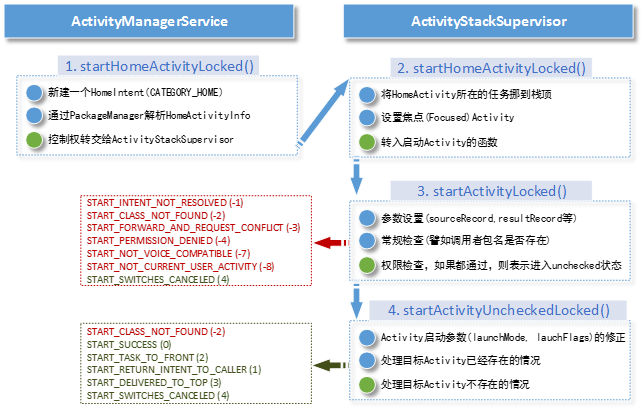 ActivityManagerService
ActivityStackSupervisor
1. startHomeActivityLocked()
新建一个HomeIntent(CATEGORY_HOME)
通过PackageManager解析HomeActivityInfo
控制权转交给ActivityStackSupervisor
2. startHomeActivityLocked()
将HomeActivity所在的任务挪到栈顶
设置焦点(Focused)Activity
转入启动Activity的函数
3. startActivityLocked()
参数设置(sourceRecord,resultRecord等)
常规检查(譬如调用者包名是否存在)
权限检查, 如果都通过, 则表示进入unchecked状态
START_INTENT_NOT_RESOLVED (-1)
START_CLASS_NOT_FOUND (-2)
START_FORWARD_AND_REQUEST_CONFLICT (-3)
START_PERMISSION_DENIED (-4)
START_NOT_VOICE_COMPATIBLE (-7)
START_NOT_CURRENT_USER_ACTIVITY (-8)
START_SWITCHES_CANCELED (4)
4. startActivityUncheckedLocked()
Activity启动参数(launchMode, lauchFlags)的修正
处理目标Activity已经存在的情况
处理目标Activity不存在的情况
START_CLASS_NOT_FOUND (-2)
START_SUCCESS (0)
START_TASK_TO_FRONT (2)
START_RETURN_INTENT_TO_CALLER (1)
START_DELIVERED_TO_TOP (3)
START_SWITCHES_CANCELED (4)